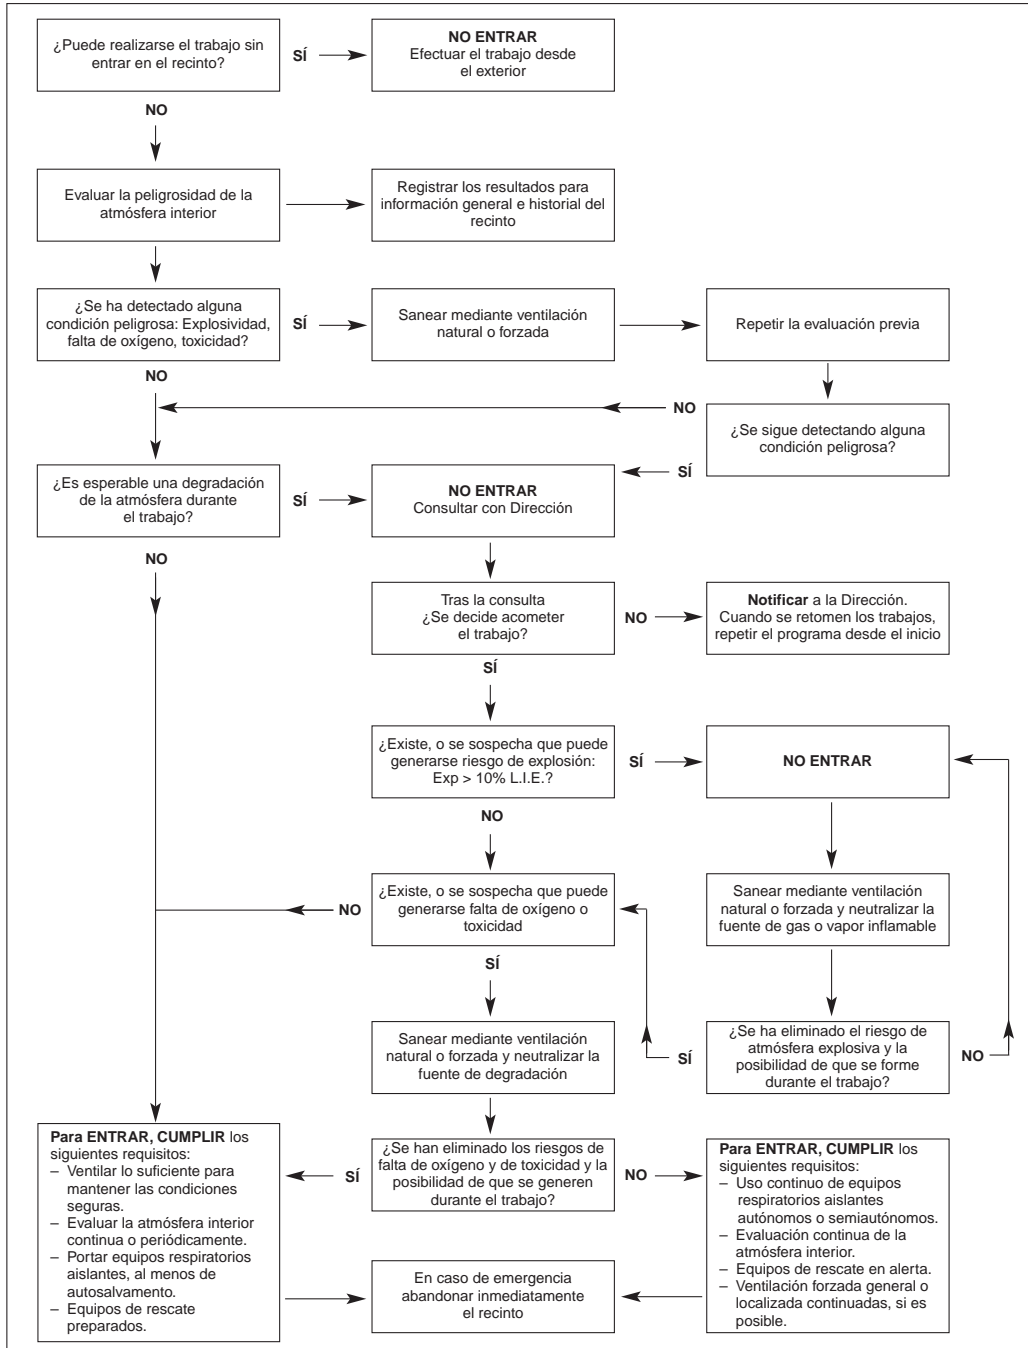 ¿Puede realizarse el trabajo sin
entrar en el recinto?
SÍ
NO ENTRAR
Efectuar el trabajo desde
el exterior
NO
Evaluar la peligrosidad de la
atmósfera interior
Registrar los resultados para
información general e historial del
recinto
¿Se ha detectado alguna
condición peligrosa: Explosividad,
falta de oxígeno, toxicidad?
SÍ
Sanear mediante ventilación
natural o forzada
Repetir la evaluación previa
NO
NO
¿Se sigue detectando alguna
condición peligrosa?
SÍ
¿Es esperable una degradación
de la atmósfera durante
el trabajo?
SÍ
NO ENTRAR
Consultar con Dirección
NO
Tras la consulta
¿Se decide acometer
el trabajo?
NO
Notificar a la Dirección.
Cuando se retomen los trabajos,
repetir el programa desde el inicio
SÍ
¿Existe, o se sospecha que puede
generarse riesgo de explosión:
Exp > 10% L.I.E.?
SÍ
NO ENTRAR
NO
¿Existe, o se sospecha que puede
generarse falta de oxígeno o
toxicidad
NO
Sanear mediante ventilación
natural o forzada y neutralizar la
fuente de gas o vapor inflamable
SÍ
Sanear mediante ventilación
natural o forzada y neutralizar la
fuente de degradación
SÍ
¿Se ha eliminado el riesgo de
atmósfera explosiva y la
posibilidad de que se forme
durante el trabajo?
NO
Para ENTRAR, CUMPLIR los
siguientes requisitos:
– Ventilar lo suficiente para
mantener las condiciones
seguras.
– Evaluar la atmósfera interior
continua o periódicamente.
– Portar equipos respiratorios
aislantes, al menos de
autosalvamento.
– Equipos de rescate
preparados.
SÍ
¿Se han eliminado los riesgos de
falta de oxígeno y de toxicidad y la
posibilidad de que se generen
durante el trabajo?
NO
Para ENTRAR, CUMPLIR los
siguientes requisitos:
– Uso continuo de equipos
respiratorios aislantes
autónomos o semiautónomos.
– Evaluación continua de la
atmósfera interior.
– Equipos de rescate en alerta.
– Ventilación forzada general o
localizada continuadas, si es
posible.
En caso de emergencia
abandonar inmediatamente
el recinto